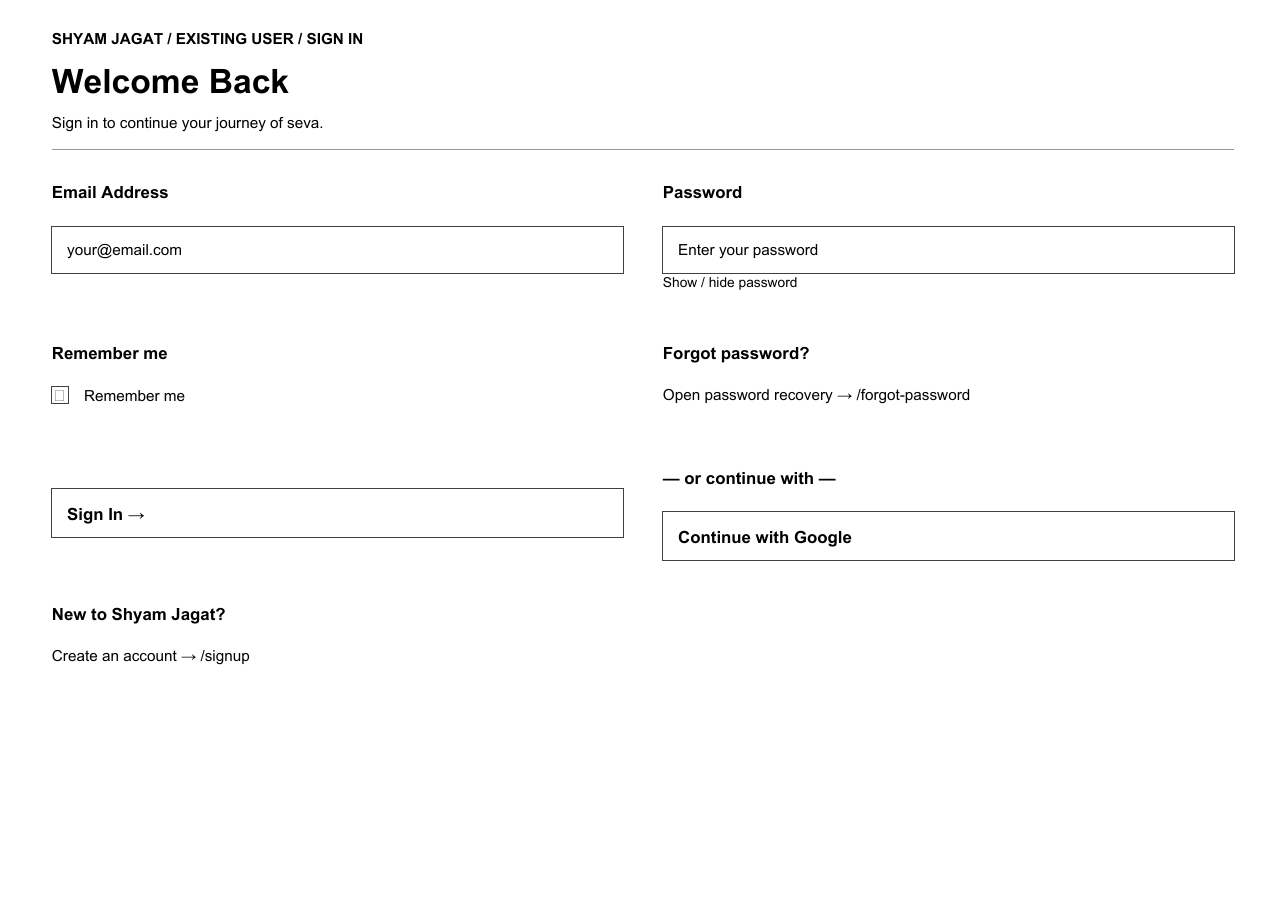 SHYAM JAGAT / EXISTING USER / SIGN IN
Welcome Back
Sign in to continue your journey of seva.
Email Address
your@email.com
Password
Enter your password
Show / hide password
Remember me
Remember me
Forgot password?
Open password recovery → /forgot-password
Sign In →
— or continue with —
Continue with Google
New to Shyam Jagat?
Create an account → /signup